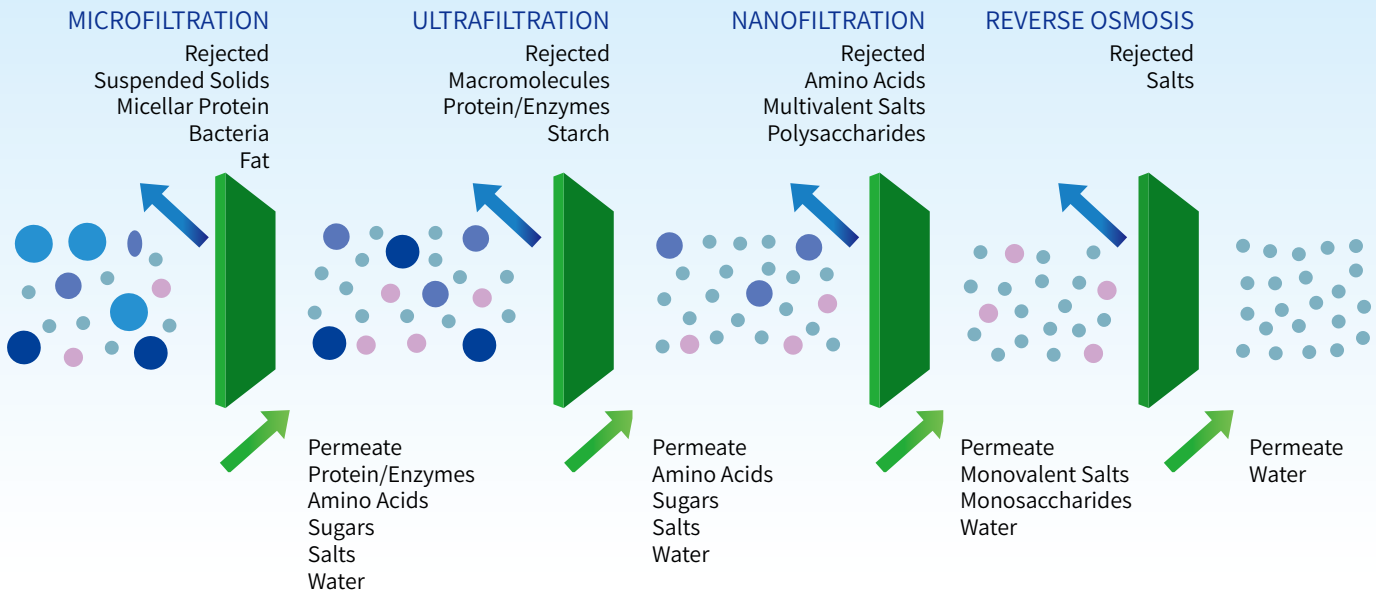 MICROFILTRATION
Rejected
Suspended Solids
Micellar Protein
Bacteria
Fat
ULTRAFILTRATION
Rejected
Macromolecules
Protein/Enzymes
Starch
NANOFILTRATION
Rejected
Amino Acids
Multivalent Salts
Polysaccharides
REVERSE OSMOSIS
Rejected
Salts
Permeate
Protein/Enzymes
Amino Acids
Sugars
Salts
Water
Permeate
Amino Acids
Sugars
Salts
Water
Permeate
Monovalent Salts
Monosaccharides
Water
Permeate
Water